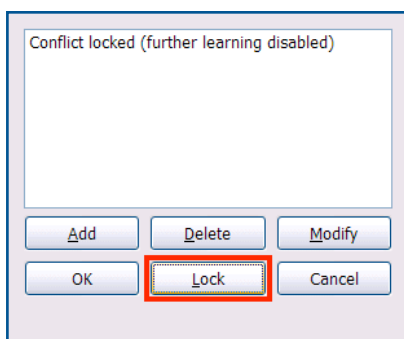 Conflict locked (further learning disabled)
Add Delete Modify
OK Lock Cancel